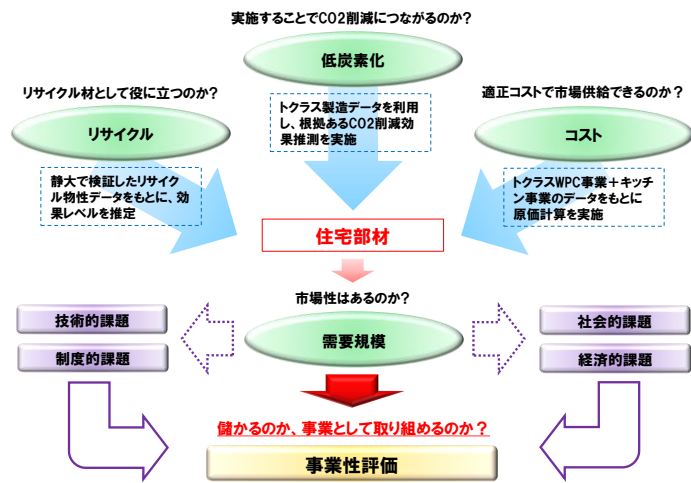 実施することでCO2削減につながるのか?
低炭素化
リサイクル材として役に立つのか?
適正コストで市場供給できるのか?
リサイクル
トクラス製造データを利用
し、根拠あるCO2削減効
果推測を実施
コスト
静大で検証したリサイク
ル物性データをもとに、効
果レベルを推定
トクラスWPC事業+キッチ
ン事業のデータをもとに
原価計算を実施
住宅部材
市場性はあるのか?
技術的課題
制度的課題
需要規模
社会的課題
経済的課題
儲かるのか、事業として取り組めるのか?
事業性評価